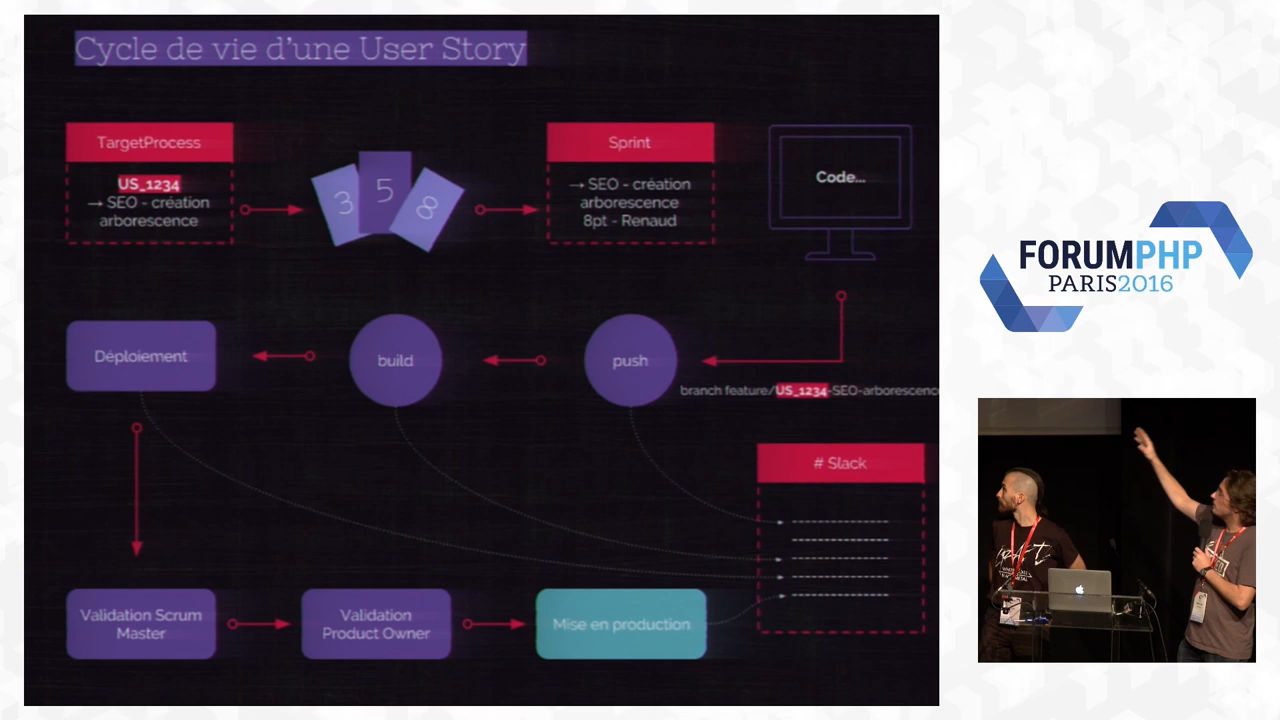 Cycle de vie d'une User Story
TargetProcess
US_1234
→ SEO - création
arborescence
3 5 8
Sprint
→ SEO - création
arborescence
8pt - Renaud
Code...
Déploiement
build
push
branch feature/US_1234-SEO-arborescence
# Slack
Validation Scrum
Master
Validation
Product Owner
Mise en production
FORUMPHP
PARIS2016